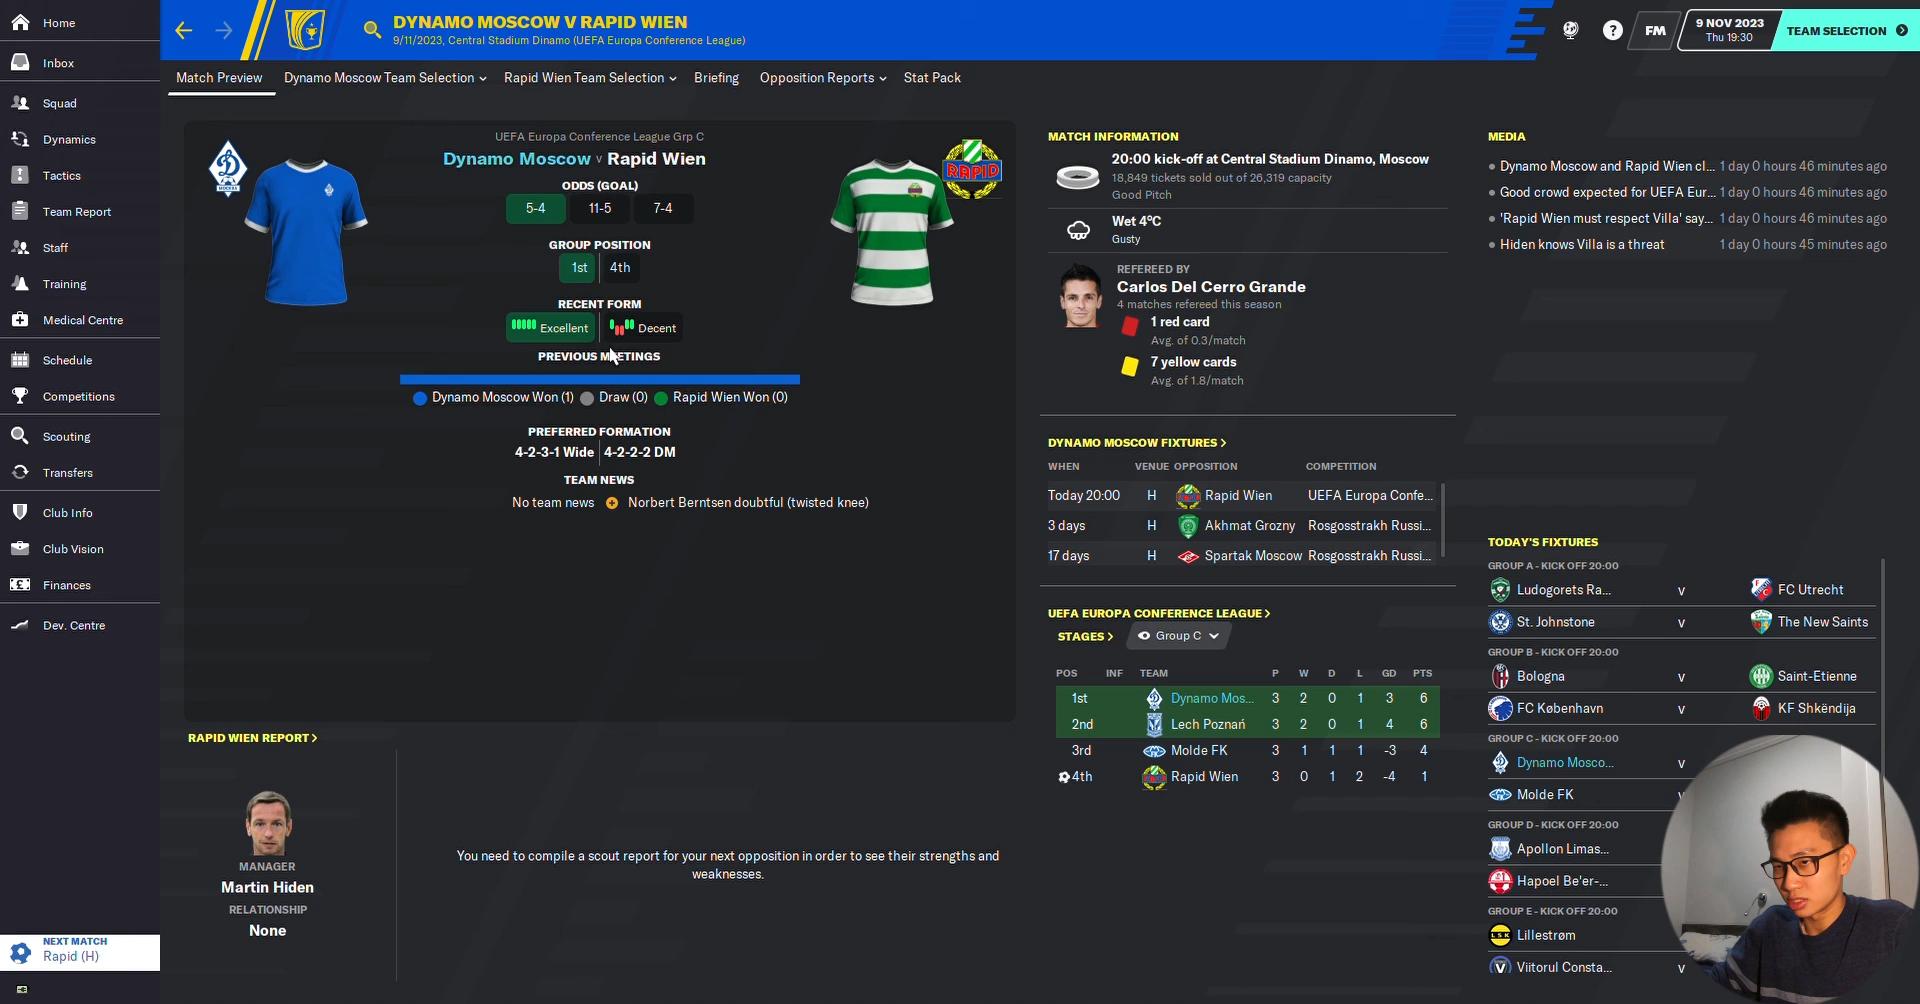 Home
Inbox
Squad
Dynamics
Tactics
Team Report
Staff
Training
Medical Centre
Schedule
Competitions
Scouting
Transfers
Club Info
Club Vision
Finances
Dev. Centre
NEXT MATCH
Rapid (H)
DYNAMO MOSCOW V RAPID WIEN
9/11/2023, Central Stadium Dinamo (UEFA Europa Conference League)
FM
9 NOV 2023
Thu 19:30
TEAM SELECTION
Match Preview Dynamo Moscow Team Selection Rapid Wien Team Selection Briefing Opposition Reports Stat Pack
UEFA Europa Conference League Grp C
Dynamo Moscow v Rapid Wien
RAPID
ODDS (GOAL)
5-4 11-5 7-4
GROUP POSITION
1st 4th
RECENT FORM
Excellent Decent
PREVIOUS MEETINGS
Dynamo Moscow Won (1) Draw (0) Rapid Wien Won (0)
PREFERRED FORMATION
4-2-3-1 Wide 4-2-2-2 DM
TEAM NEWS
No team news Norbert Berntsen doubtful (twisted knee)
RAPID WIEN REPORT >
MANAGER
Martin Hiden
RELATIONSHIP
None
You need to compile a scout report for your next opposition in order to see their strengths and
weaknesses.
MATCH INFORMATION
20:00 kick-off at Central Stadium Dinamo, Moscow
18,849 tickets sold out of 26,319 capacity
Good Pitch
Wet 4°C
Gusty
REFEREED BY
Carlos Del Cerro Grande
4 matches refereed this season
1 red card
Avg. of 0.3/match
7 yellow cards
Avg. of 1.8/match
DYNAMO MOSCOW FIXTURES >
WHEN VENUE OPPOSITION COMPETITION
Today 20:00 H Rapid Wien UEFA Europa Confe...
3 days H Akhmat Grozny Rosgosstrakh Russi...
17 days H Spartak Moscow Rosgosstrakh Russi...
UEFA EUROPA CONFERENCE LEAGUE >
STAGES > Group C
POS INF TEAM P W D L GD PTS
1st Dynamo Mos... 3 2 0 1 3 6
2nd Lech Poznań 3 2 0 1 4 6
3rd Molde FK 3 1 1 1 -3 4
4th Rapid Wien 3 0 1 2 -4 1
MEDIA
Dynamo Moscow and Rapid Wien cl... 1 day 0 hours 46 minutes ago
Good crowd expected for UEFA Eur... 1 day 0 hours 46 minutes ago
'Rapid Wien must respect Villa' say... 1 day 0 hours 46 minutes ago
Hiden knows Villa is a threat 1 day 0 hours 45 minutes ago
TODAY'S FIXTURES
GROUP A - KICK OFF 20:00
Ludogorets Ra... v FC Utrecht
St. Johnstone v The New Saints
GROUP B - KICK OFF 20:00
Bologna v Saint-Etienne
FC København v KF Shkëndija
GROUP C - KICK OFF 20:00
Dynamo Mosco... v
Molde FK v
GROUP D - KICK OFF 20:00
Apollon Limas...
Hapoel Be'er-...
GROUP E - KICK OFF 20:00
Lillestrøm
Viitorul Consta... v